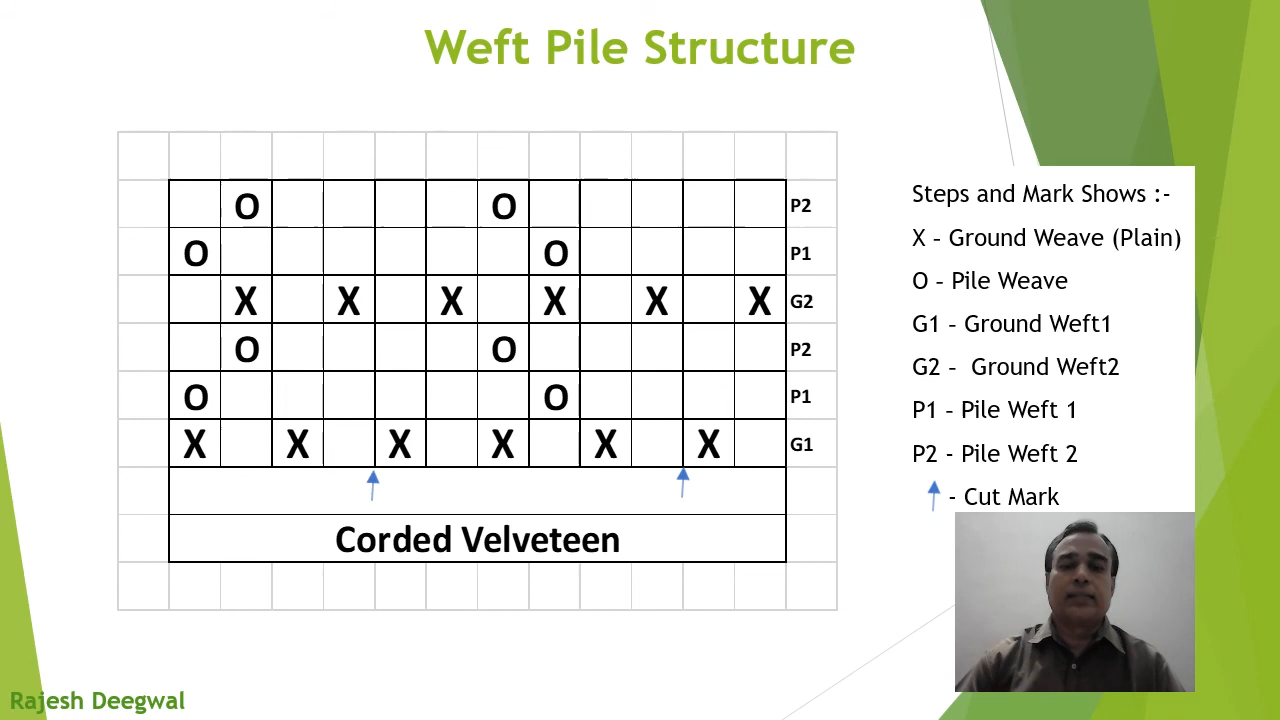 Weft Pile Structure
O O P2
O O P1
X X X X X X G2
O O P2
O O P1
X X X X X X G1
Corded Velveteen
Steps and Mark Shows :-
X – Ground Weave (Plain)
O – Pile Weave
G1 – Ground Weft1
G2 – Ground Weft2
P1 – Pile Weft 1
P2 - Pile Weft 2
- Cut Mark
Rajesh Deegwal